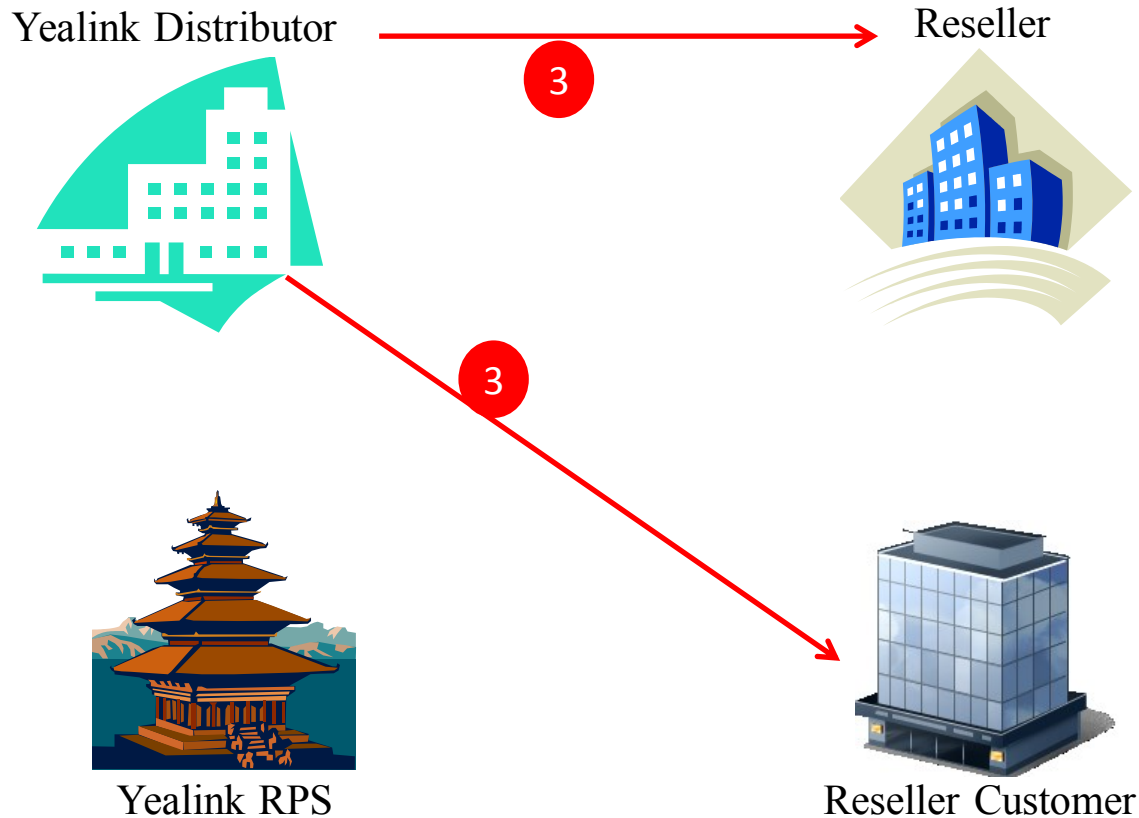 Yealink Distributor
Reseller
3
3
Yealink RPS
Reseller Customer